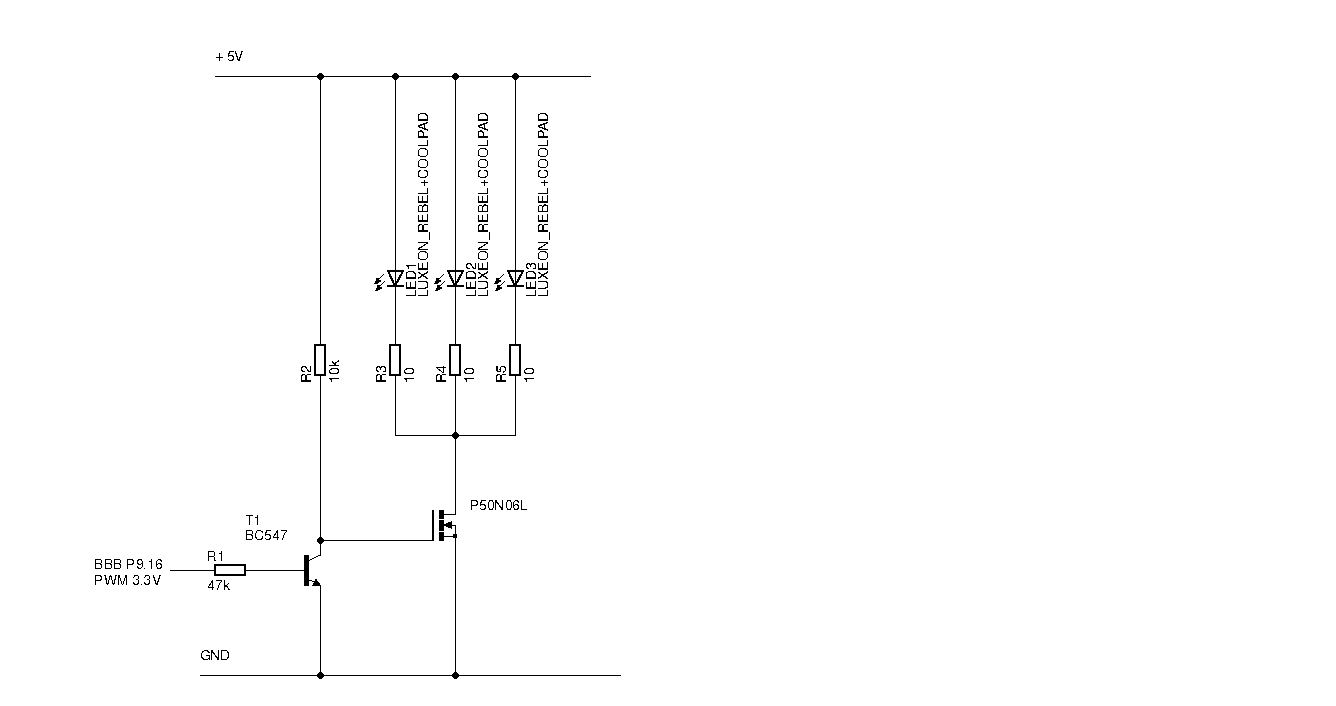 + 5V
LED1
LUXEON_REBEL+COOLPAD
LED2
LUXEON_REBEL+COOLPAD
LED3
LUXEON_REBEL+COOLPAD
R2
10k
R3
10
R4
10
R5
10
P50N06L
T1
BC547
BBB P9.16
PWM 3.3V
R1
47k
GND